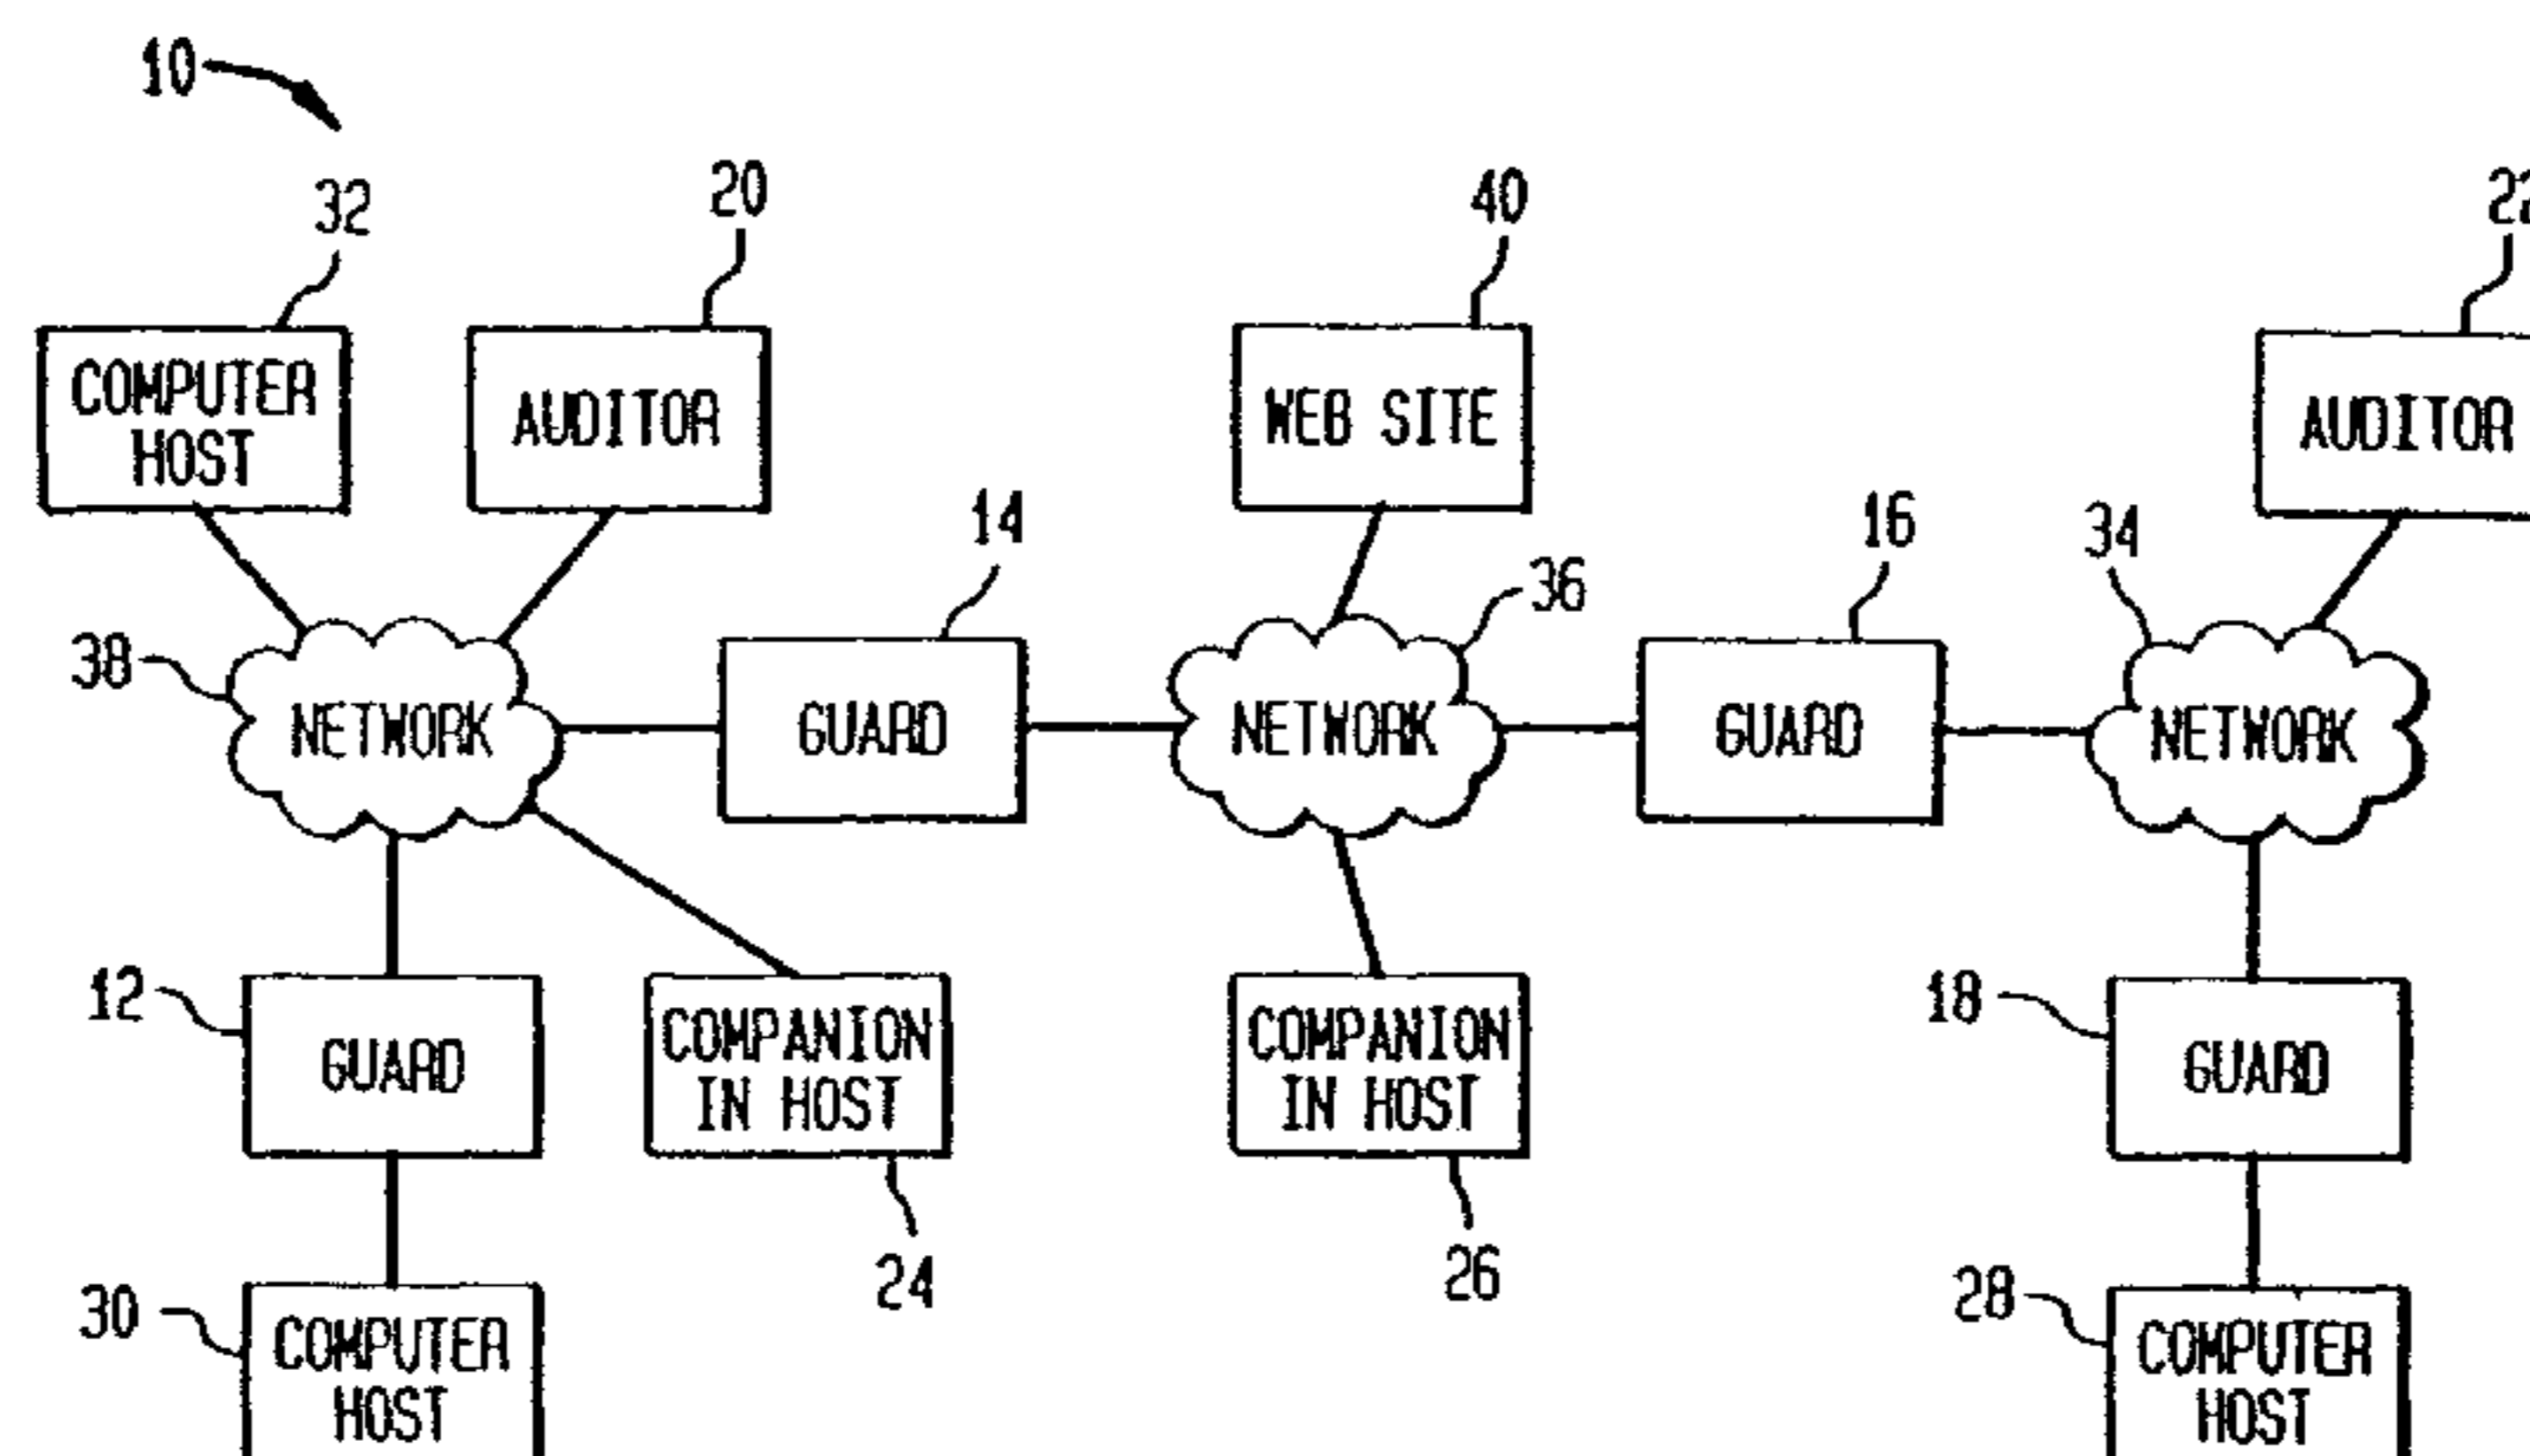 10
32
20
40
22
COMPUTER
HOST
AUDITOR
WEB SITE
AUDITOR
14
36
16
34
38
NETWORK
GUARD
NETWORK
GUARD
NETWORK
12
GUARD
COMPANION
IN HOST
COMPANION
IN HOST
18
GUARD
24
26
30
COMPUTER
HOST
28
COMPUTER
HOST